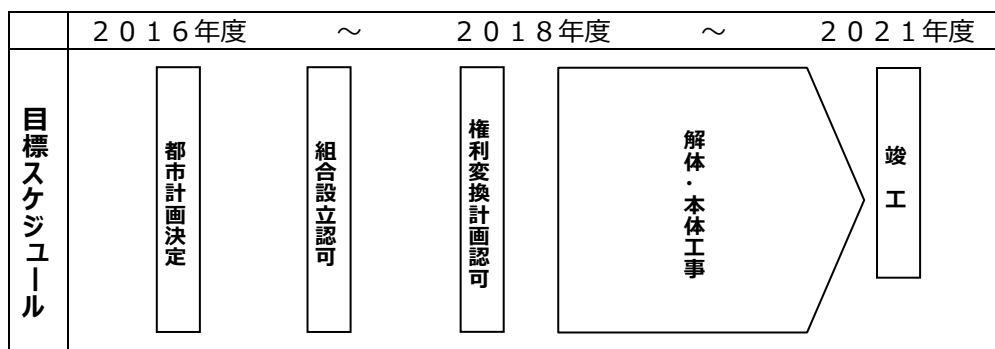 ２０１６年度 ～ ２０１８年度 ～ ２０２１年度
目標スケジュール
都市計画決定
組合設立認可
権利変換計画認可
解体・本体工事
竣工